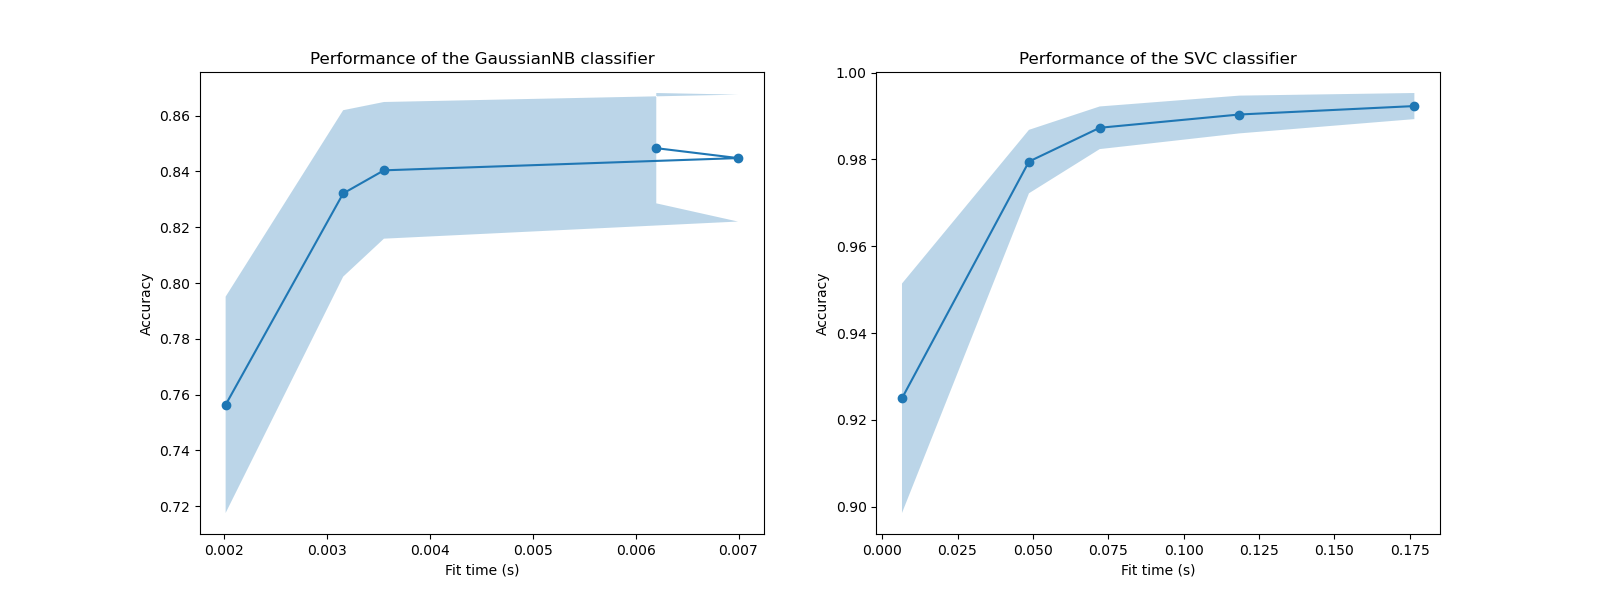 Performance of the GaussianNB classifier
Accuracy
0.86
0.84
0.82
0.80
0.78
0.76
0.74
0.72
0.002 0.003 0.004 0.005 0.006 0.007
Fit time (s)
Performance of the SVC classifier
Accuracy
1.00
0.98
0.96
0.94
0.92
0.90
0.000 0.025 0.050 0.075 0.100 0.125 0.150 0.175
Fit time (s)